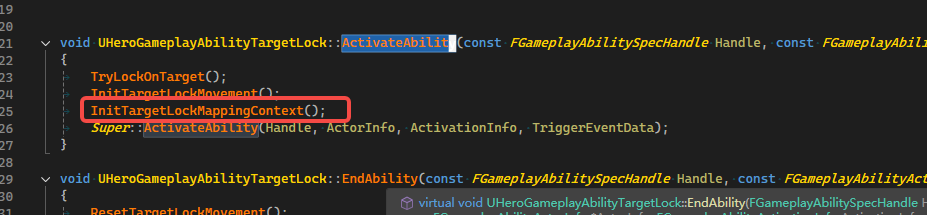 19
20
21 void UHeroGameplayAbilityTargetLock::ActivateAbilit (const FGameplayAbilitySpecHandle Handle, const FGameplayAbil
22 {
23 TryLockOnTarget();
24 InitTargetLockMovement();
25 InitTargetLockMappingContext();
26 Super::ActivateAbility(Handle, ActorInfo, ActivationInfo, TriggerEventData);
27 }
28
29 void UHeroGameplayAbilityTargetLock::EndAbility(const FGameplayAbilitySpecHandle Handle, const FGameplayAbilityAc
30 {
virtual void UHeroGameplayAbilityTargetLock::EndAbility(FGameplayAbilitySpecHandle H
31 ResetTargetLockMovement();